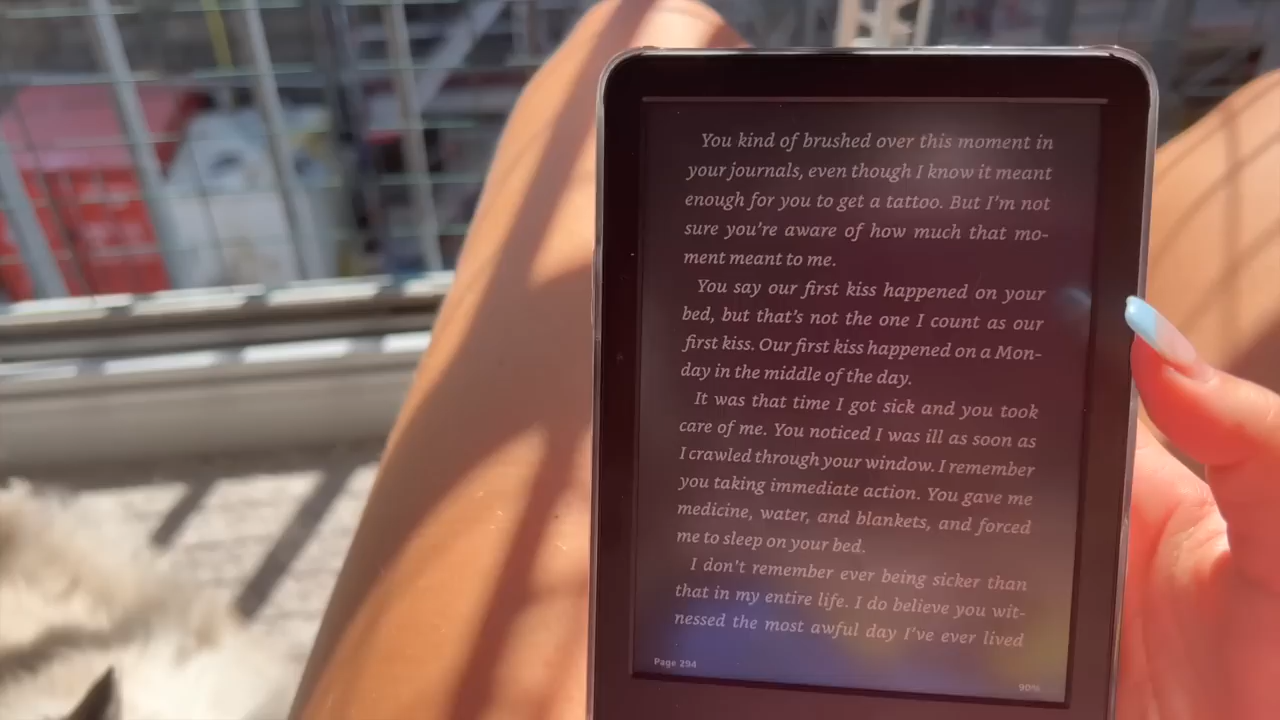 You kind of brushed over this moment in
your journals, even though I know it meant
enough for you to get a tattoo. But I’m not
sure you’re aware of how much that mo-
ment meant to me.
You say our first kiss happened on your
bed, but that’s not the one I count as our
first kiss. Our first kiss happened on a Mon-
day in the middle of the day.
It was that time I got sick and you took
care of me. You noticed I was ill as soon as
I crawled through your window. I remember
you taking immediate action. You gave me
medicine, water, and blankets, and forced
me to sleep on your bed.
I don’t remember ever being sicker than
that in my entire life. I do believe you wit-
nessed the most awful day I’ve ever lived
Page 294
90%